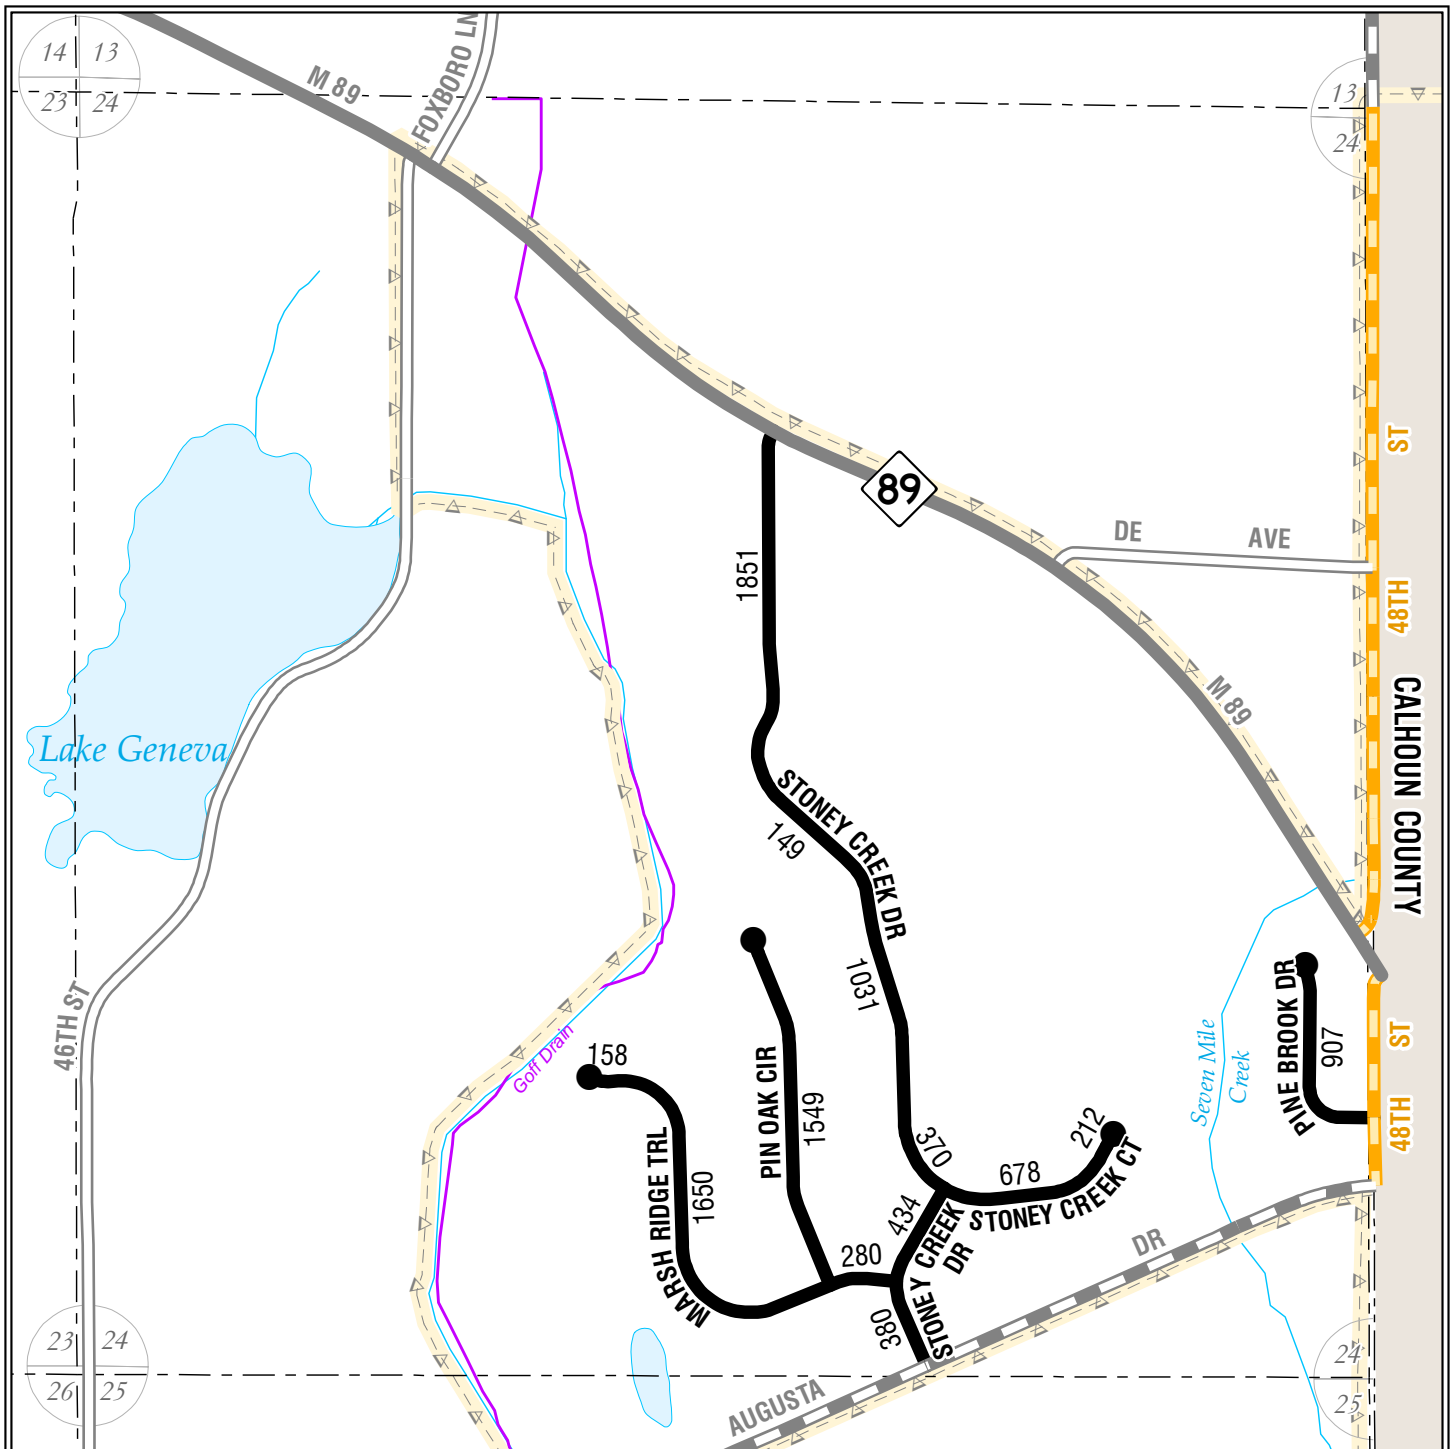 14 13
23 24
M 89
FOXBORO LN
13
24
89
DE AVE
ST
48TH
1851
M 89
CALHOUN COUNTY
Lake Geneva
STONEY CREEK DR
149
1031
46TH ST
Goff Drain
158
PIN OAK CIR
1549
MARSH RIDGE TRL
1650
370
434
678
212
STONEY CREEK CT
STONEY CREEK
DR
280
380
STONEY
Seven Mile
Creek
PINE BROOK DR
907
ST
48TH
AUGUSTA DR
23 24
26 25
24
25